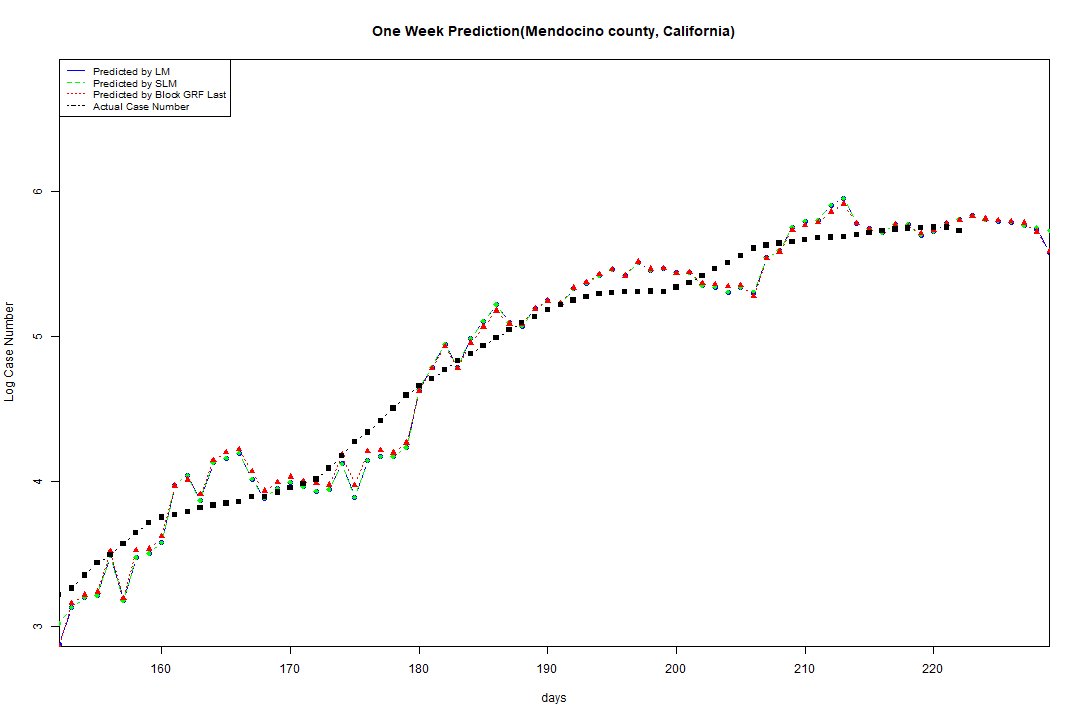 One Week Prediction(Mendocino county, California)
Predicted by LM
Predicted by SLM
Predicted by Block GRF Last
Actual Case Number
Log Case Number
6
5
4
3
160 170 180 190 200 210 220
days